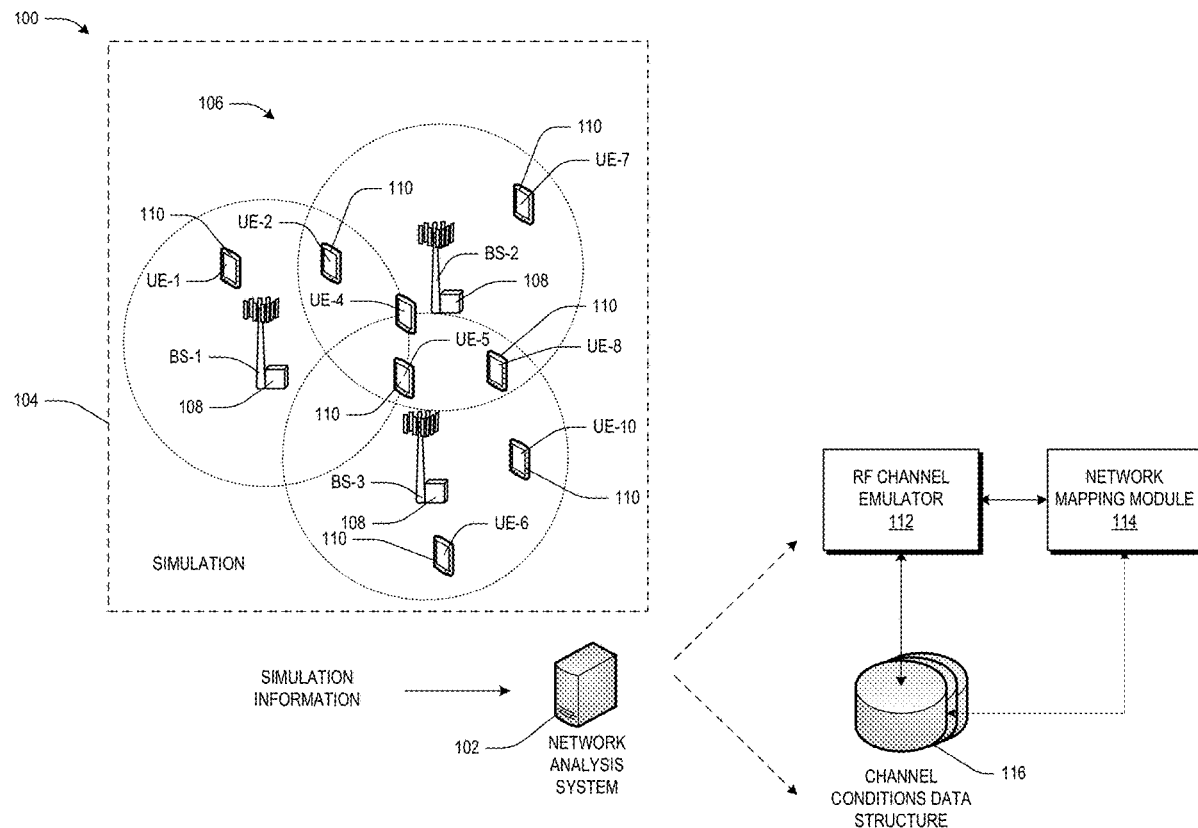 100
106
110
UE-7
110
UE-2
110
UE-1
BS-2
108
UE-4
110
UE-5
UE-8
BS-1
108
104
110
UE-10
BS-3
110
108
UE-6
110
SIMULATION
RF CHANNEL
EMULATOR
112
NETWORK
MAPPING MODULE
114
SIMULATION
INFORMATION
102
NETWORK
ANALYSIS
SYSTEM
116
CHANNEL
CONDITIONS DATA
STRUCTURE